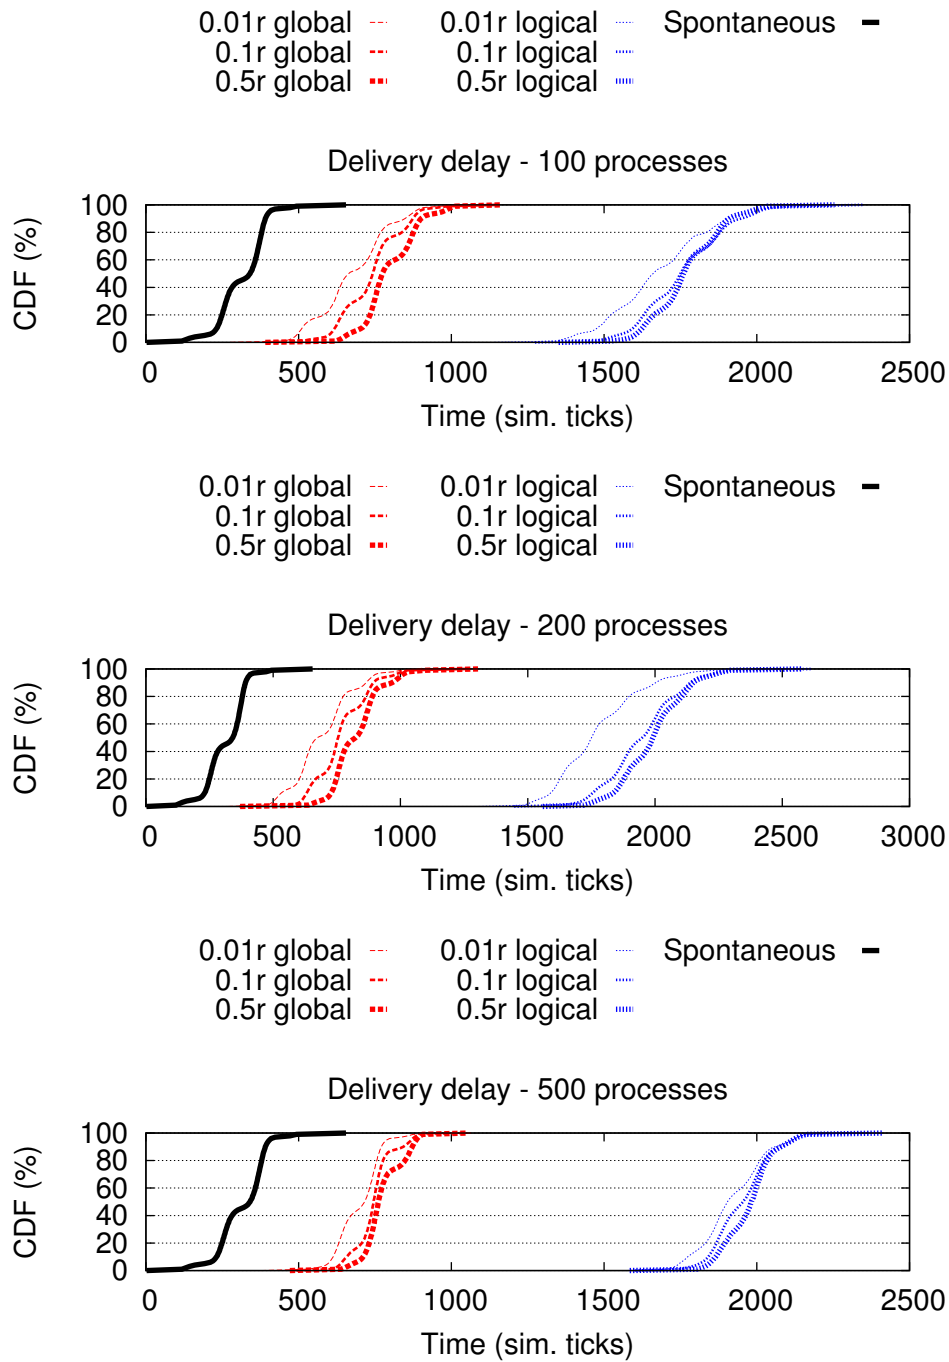 0.01r global 0.01r logical Spontaneous
0.1r global 0.1r logical
0.5r global 0.5r logical
Delivery delay - 100 processes
100
80
60
40
20
0
CDF (%)
0 500 1000 1500 2000 2500
Time (sim. ticks)
0.01r global 0.01r logical Spontaneous
0.1r global 0.1r logical
0.5r global 0.5r logical
Delivery delay - 200 processes
100
80
60
40
20
0
CDF (%)
0 500 1000 1500 2000 2500 3000
Time (sim. ticks)
0.01r global 0.01r logical Spontaneous
0.1r global 0.1r logical
0.5r global 0.5r logical
Delivery delay - 500 processes
100
80
60
40
20
0
CDF (%)
0 500 1000 1500 2000 2500
Time (sim. ticks)